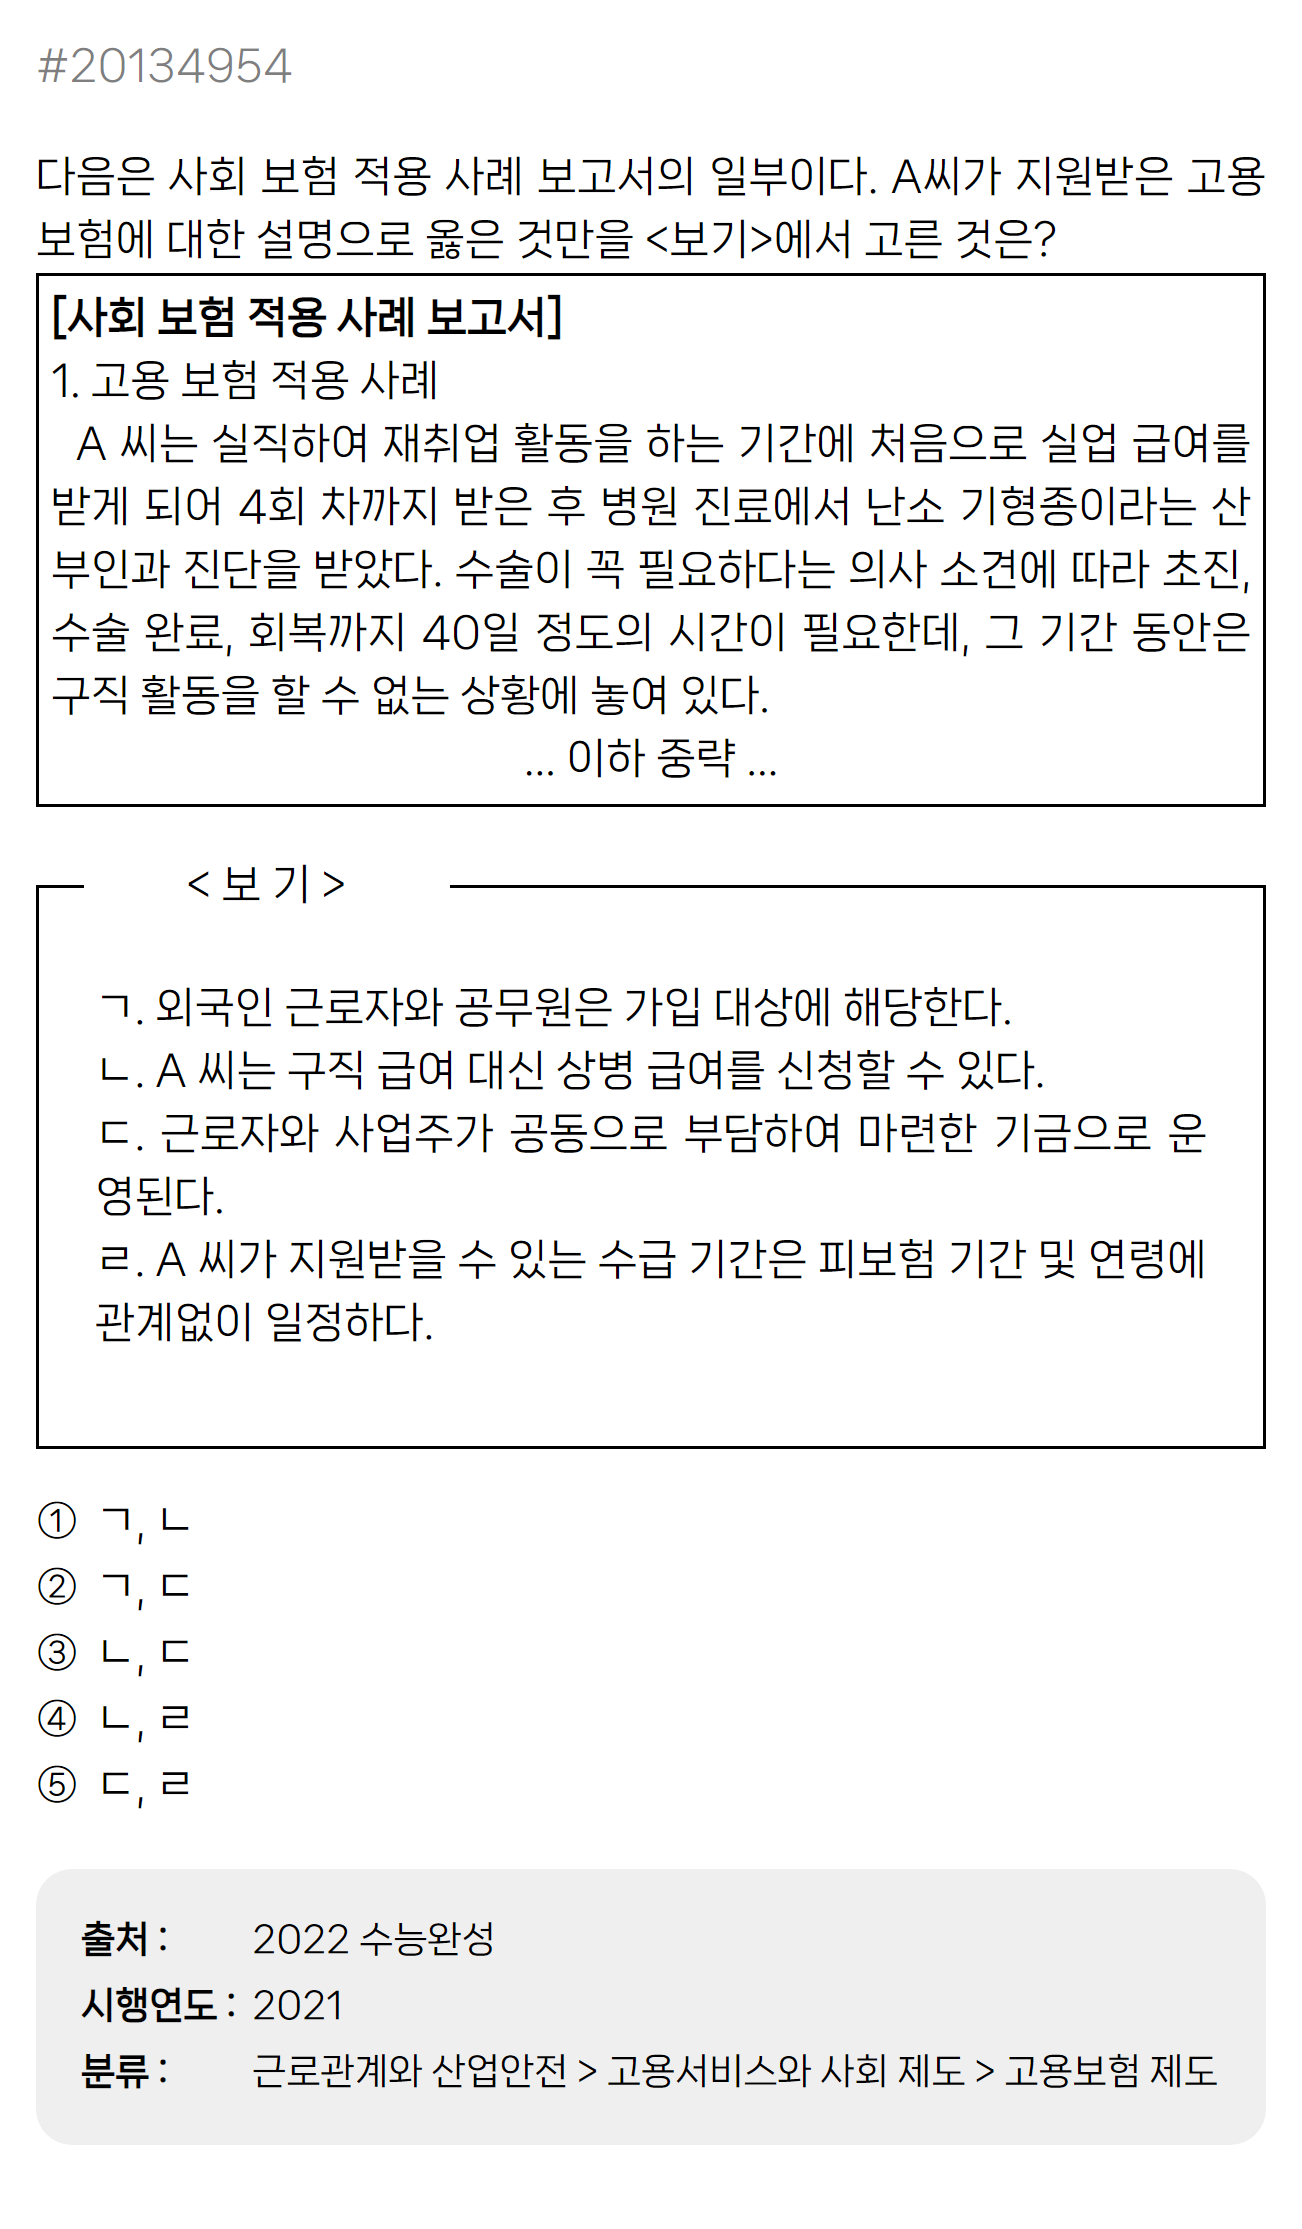 #20134954
다음은 사회 보험 적용 사례 보고서의 일부이다. A씨가 지원받은 고용
보험에 대한 설명으로 옳은 것만을 <보기>에서 고른 것은?
[사회 보험 적용 사례 보고서]
1. 고용 보험 적용 사례
A 씨는 실직하여 재취업 활동을 하는 기간에 처음으로 실업 급여를
받게 되어 4회 차까지 받은 후 병원 진료에서 난소 기형종이라는 산
부인과 진단을 받았다. 수술이 꼭 필요하다는 의사 소견에 따라 초진,
수술 완료, 회복까지 40일 정도의 시간이 필요한데, 그 기간 동안은
구직 활동을 할 수 없는 상황에 놓여 있다.
... 이하 중략 ...
< 보 기 >
ㄱ. 외국인 근로자와 공무원은 가입 대상에 해당한다.
ㄴ. A 씨는 구직 급여 대신 상병 급여를 신청할 수 있다.
ㄷ. 근로자와 사업주가 공동으로 부담하여 마련한 기금으로 운
영된다.
ㄹ. A 씨가 지원받을 수 있는 수급 기간은 피보험 기간 및 연령에
관계없이 일정하다.
① ㄱ, ㄴ
② ㄱ, ㄷ
③ ㄴ, ㄷ
④ ㄴ, ㄹ
⑤ ㄷ, ㄹ
출처 : 2022 수능완성
시행연도 : 2021
분류 : 근로관계와 산업안전 > 고용서비스와 사회 제도 > 고용보험 제도